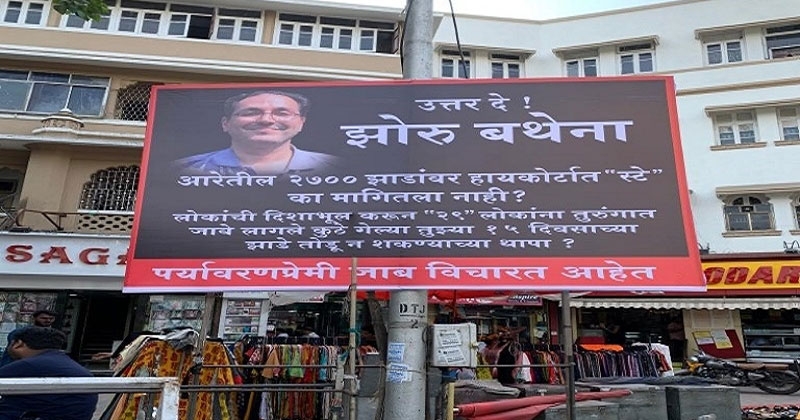 उत्तर दे !
झोरु बथेना
आरेतील २७०० झाडांवर हायकोर्टात "स्टे"
का मागितला नाही?
लोकांची दिशाभूल करून "२९" लोकांना तुरुंगात
जावे लागले कुठे गेल्या तुझ्या १५ दिवसाच्या
झाडे तोडू न शकण्याच्या थापा ?
पर्यावरणप्रेमी जाब विचारत आहेत
SAGA
DTJ
2